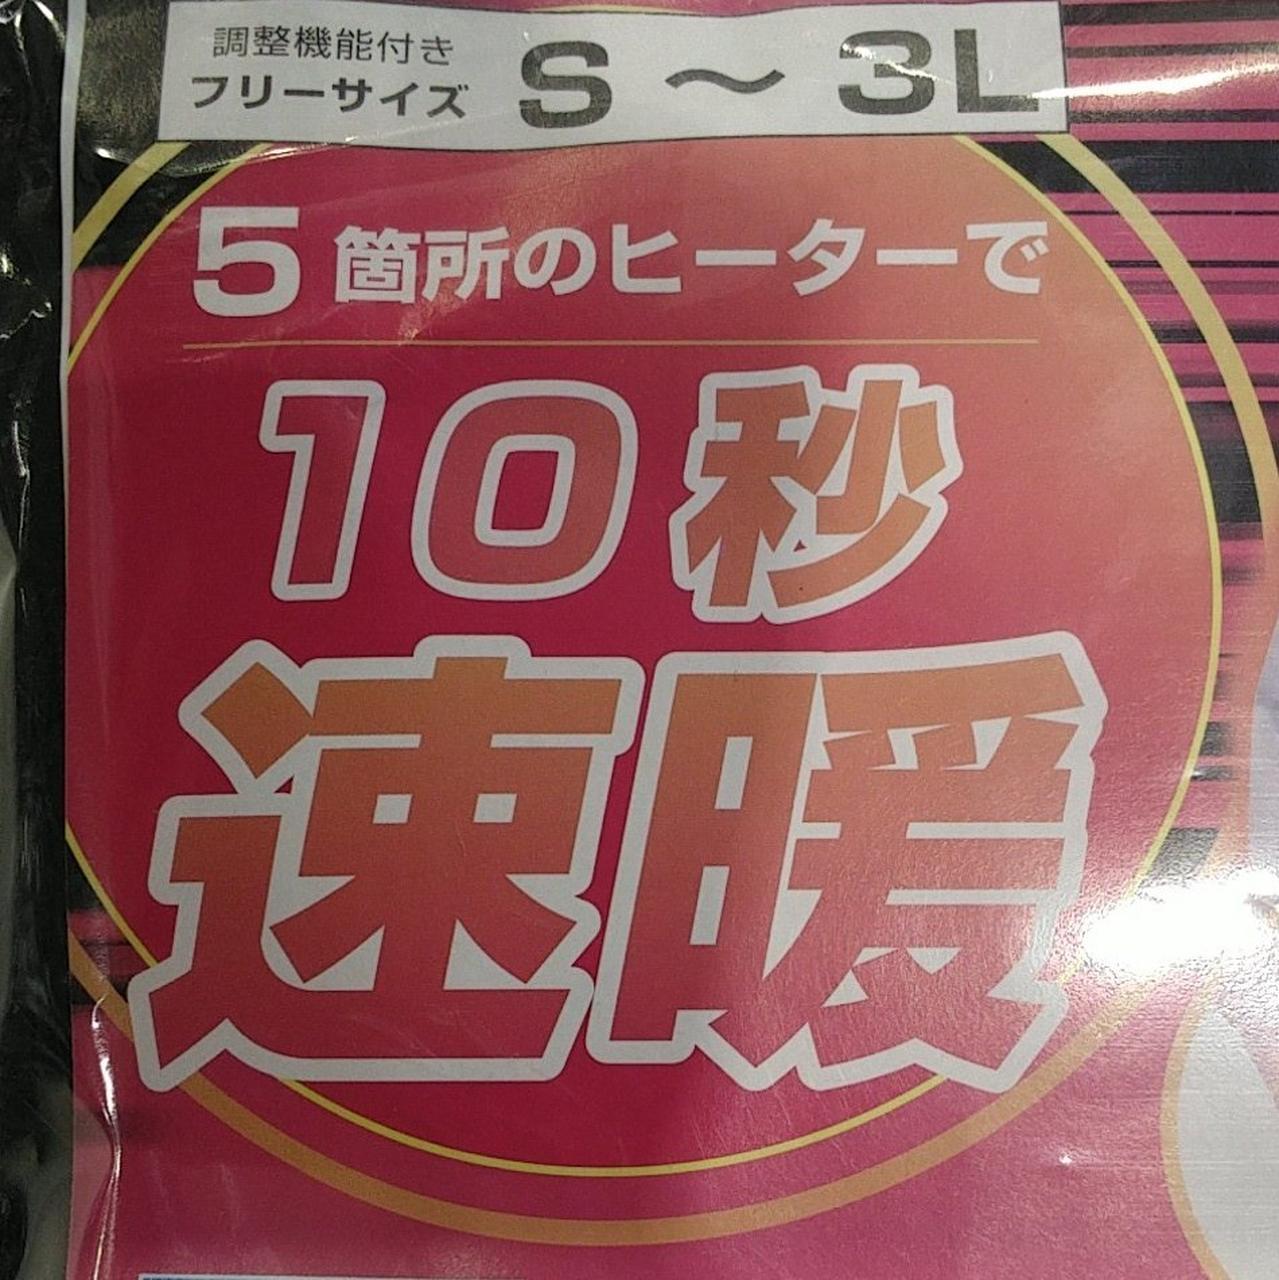 調整機能付き
フリーサイズ S ～ 3L
5箇所のヒーターで
10秒
速暖